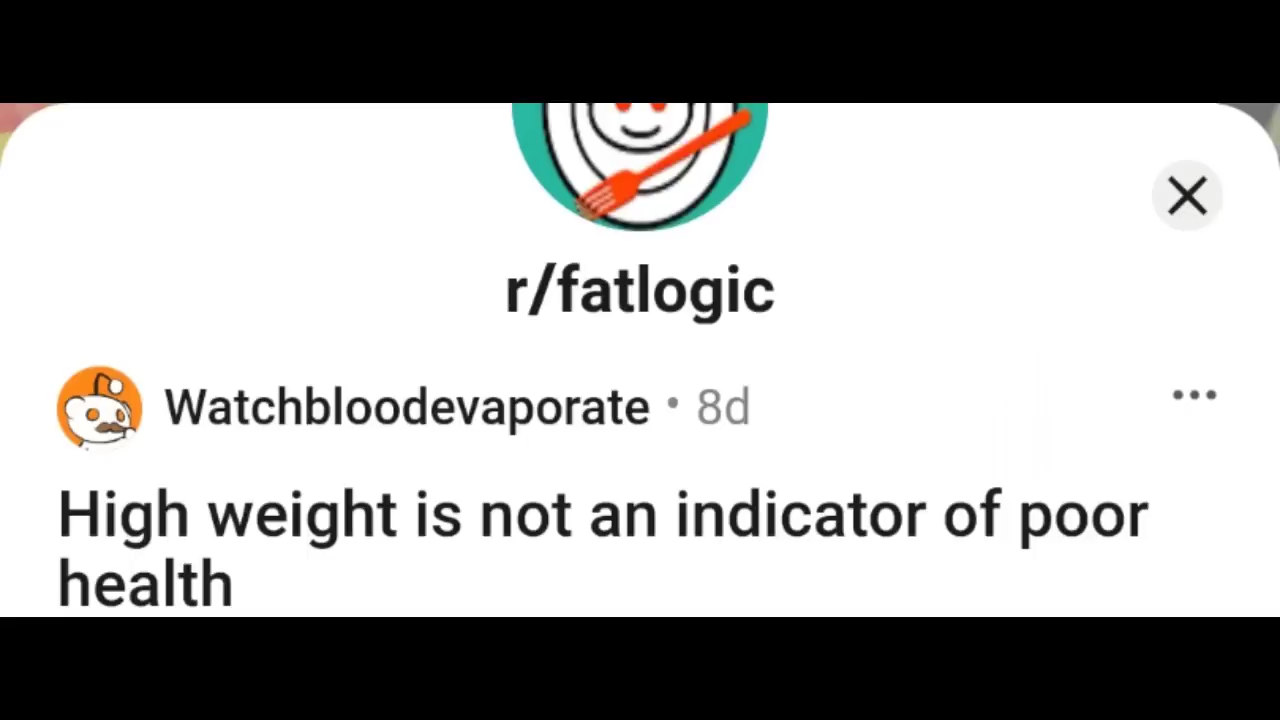 r/fatlogic
Watchbloodevaporate • 8d
High weight is not an indicator of poor
health